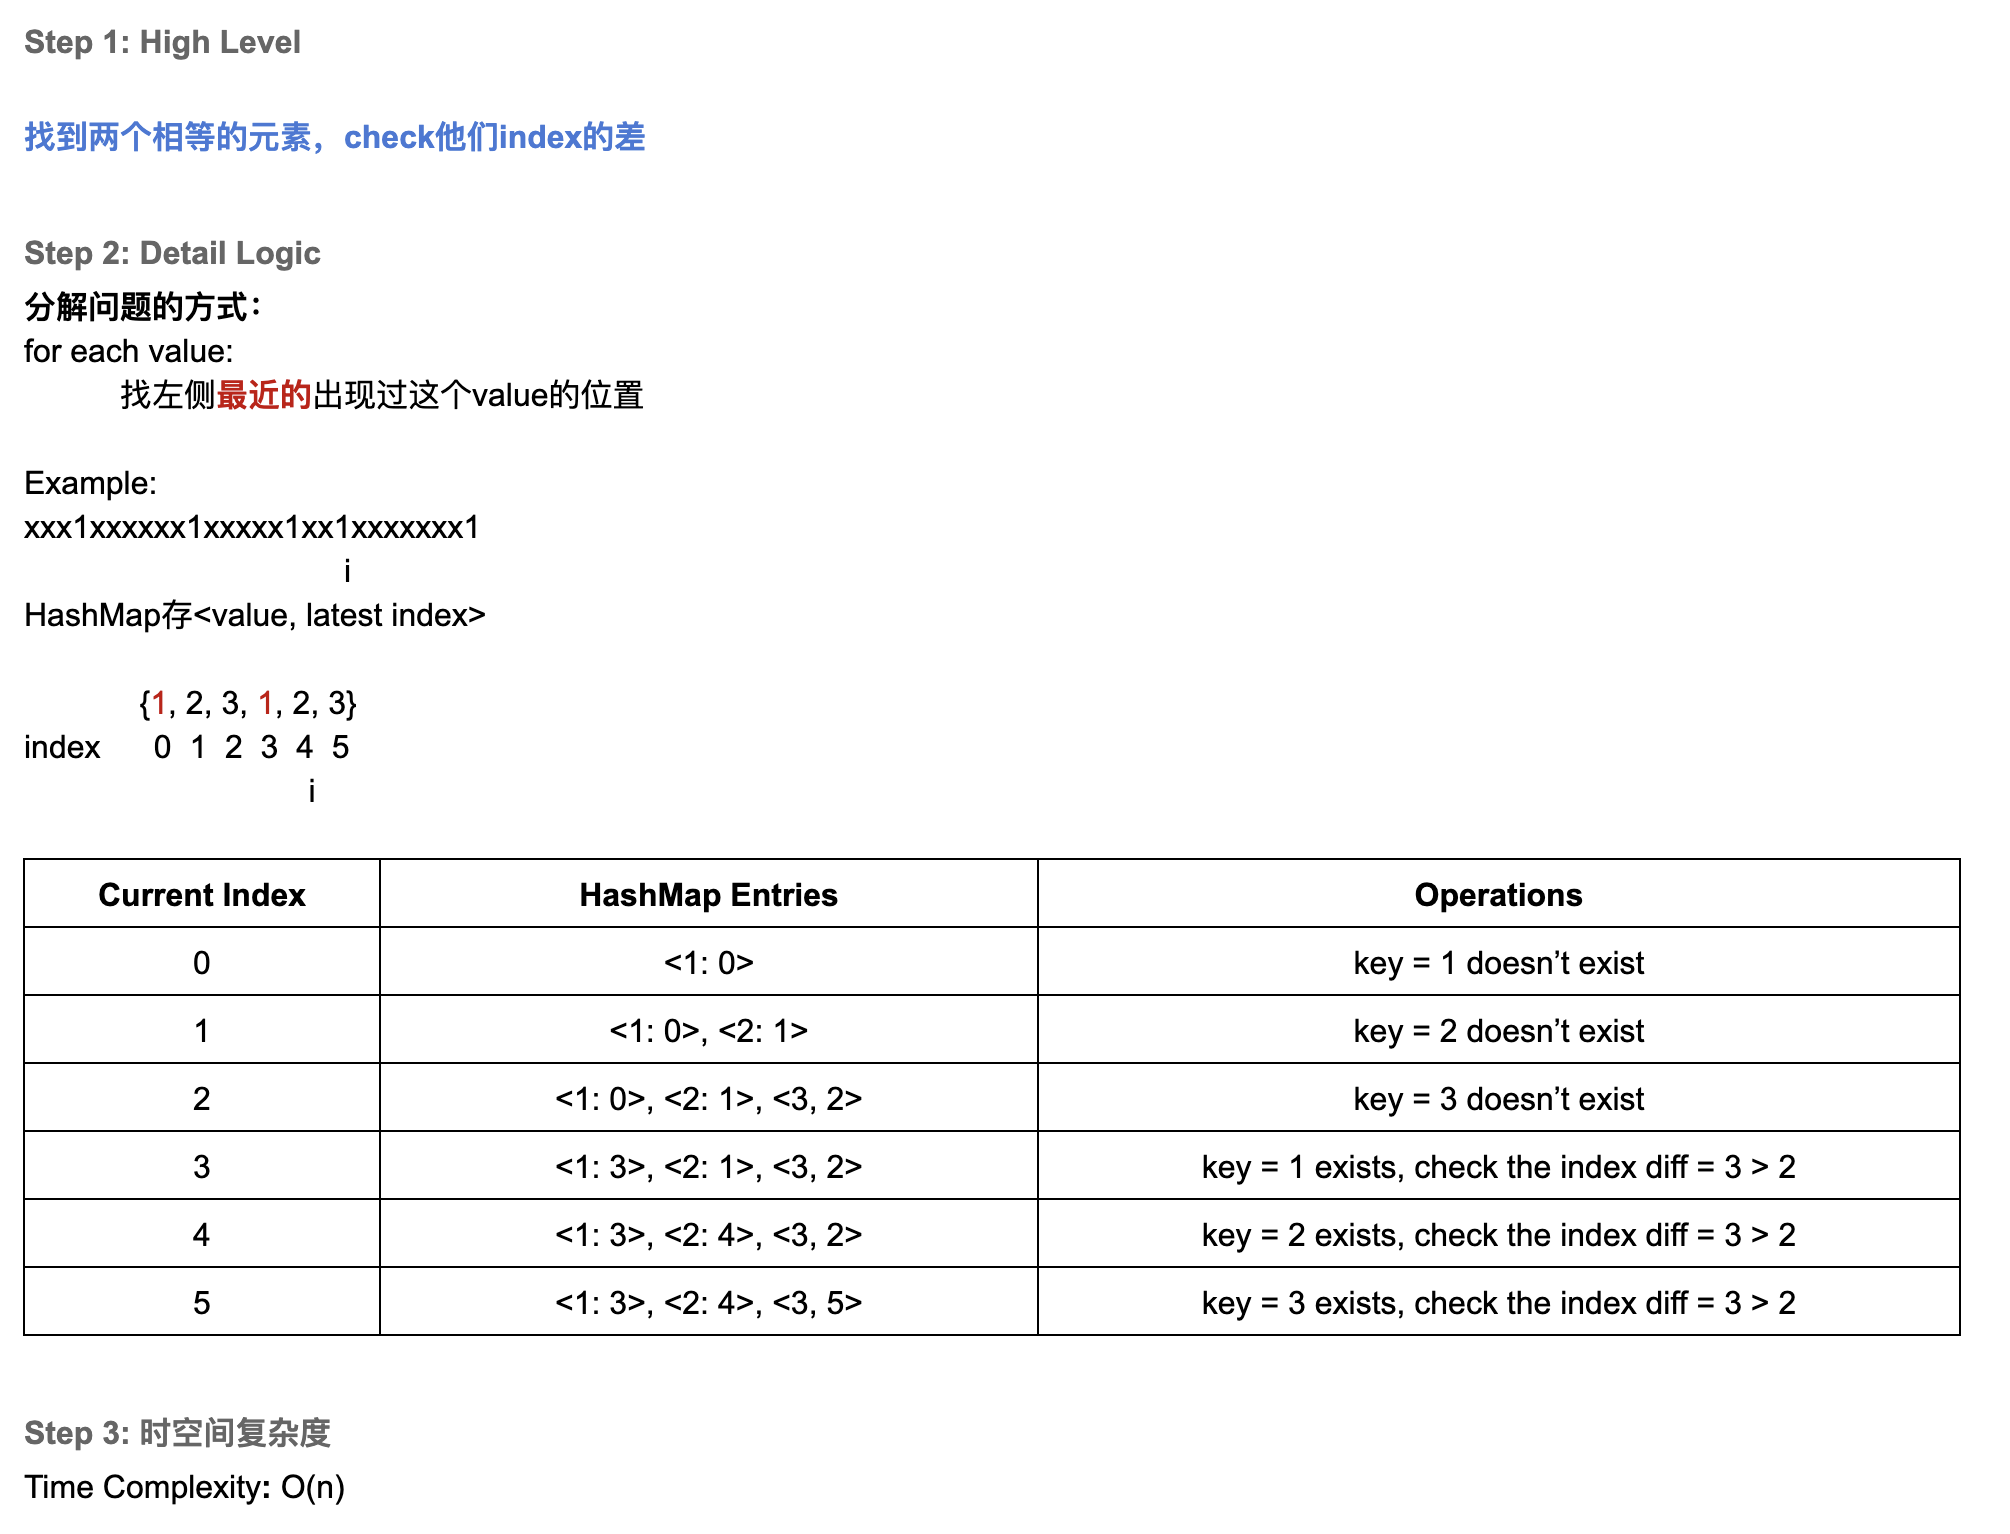 Step 1: High Level
找到两个相等的元素，check他们index的差
Step 2: Detail Logic
分解问题的方式：
for each value:
找左侧最近的出现过这个value的位置
Example:
xxx1xxxxxx1xxxxx1xx1xxxxxxx1
i
HashMap存<value, latest index>
{1, 2, 3, 1, 2, 3}
index 0 1 2 3 4 5
i
Current Index HashMap Entries Operations
0 <1: 0> key = 1 doesn’t exist
1 <1: 0>, <2: 1> key = 2 doesn’t exist
2 <1: 0>, <2: 1>, <3, 2> key = 3 doesn’t exist
3 <1: 3>, <2: 1>, <3, 2> key = 1 exists, check the index diff = 3 > 2
4 <1: 3>, <2: 4>, <3, 2> key = 2 exists, check the index diff = 3 > 2
5 <1: 3>, <2: 4>, <3, 5> key = 3 exists, check the index diff = 3 > 2
Step 3: 时空间复杂度
Time Complexity: O(n)